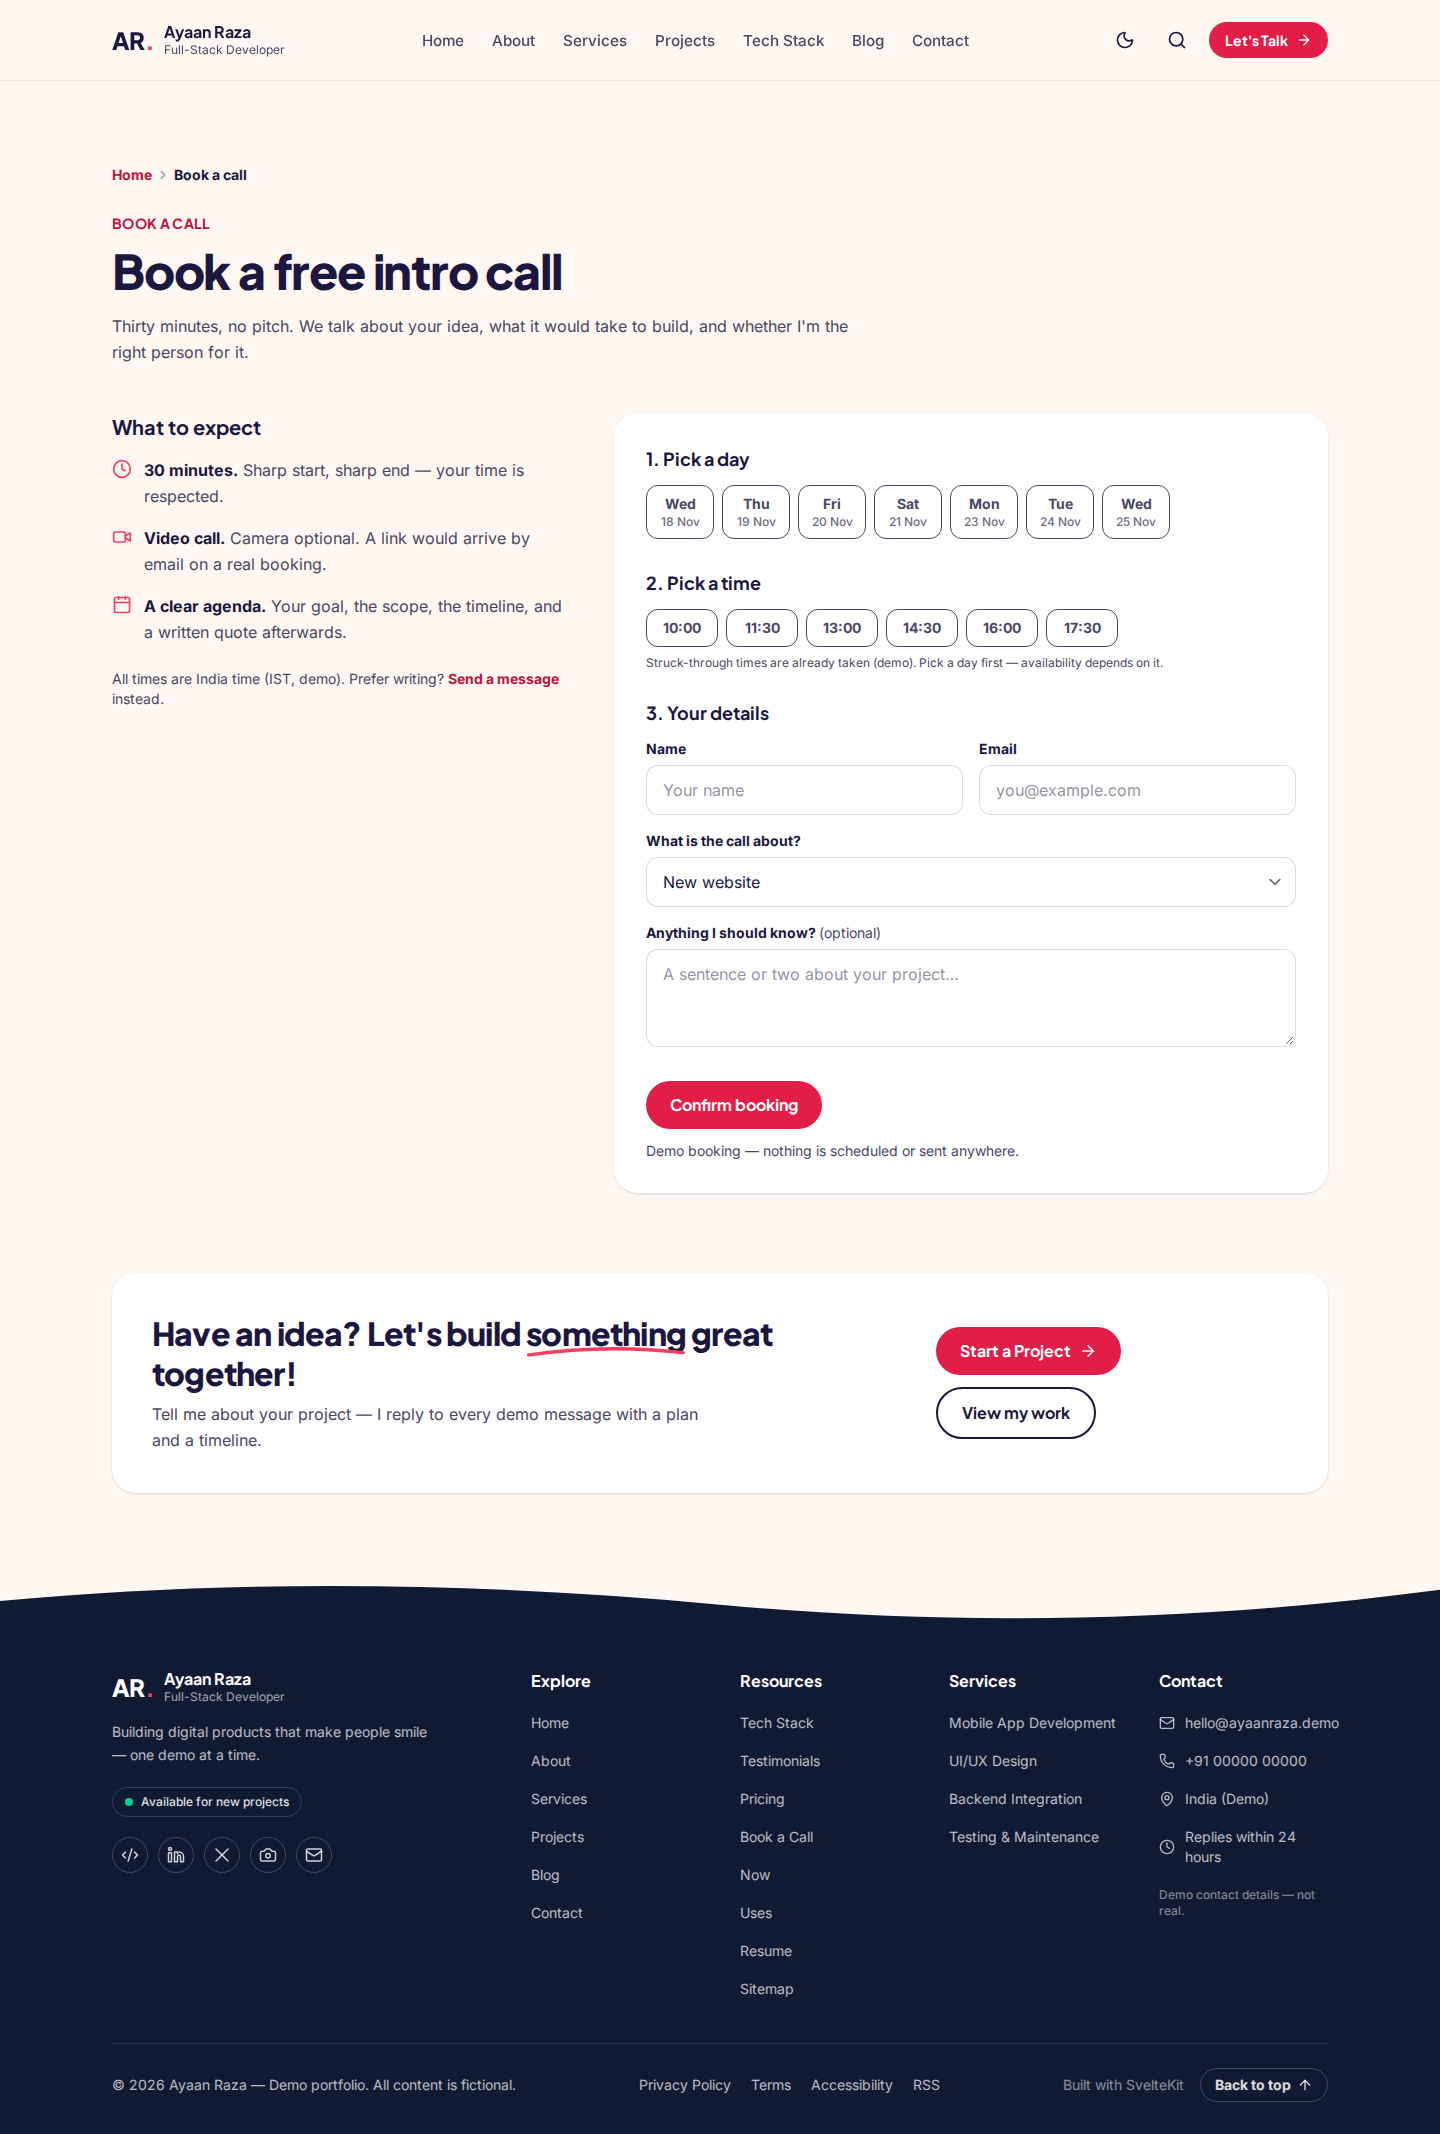 AR.
Ayaan Raza
Full-Stack Developer
Home
About
Services
Projects
Tech Stack
Blog
Contact
Let's Talk
Home
Book a call
BOOK A CALL
Book a free intro call
Thirty minutes, no pitch. We talk about your idea, what it would take to build, and whether I'm the
right person for it.
What to expect
30 minutes. Sharp start, sharp end — your time is
respected.
Video call. Camera optional. A link would arrive by
email on a real booking.
A clear agenda. Your goal, the scope, the timeline, and
a written quote afterwards.
All times are India time (IST, demo). Prefer writing? Send a message
instead.
1. Pick a day
Wed
18 Nov
Thu
19 Nov
Fri
20 Nov
Sat
21 Nov
Mon
23 Nov
Tue
24 Nov
Wed
25 Nov
2. Pick a time
10:00
11:30
13:00
14:30
16:00
17:30
Struck-through times are already taken (demo). Pick a day first — availability depends on it.
3. Your details
Name
Email
Your name
you@example.com
What is the call about?
New website
Anything I should know? (optional)
A sentence or two about your project...
Confirm booking
Demo booking — nothing is scheduled or sent anywhere.
Have an idea? Let's build something great
together!
Tell me about your project — I reply to every demo message with a plan
and a timeline.
Start a Project
View my work
AR.
Ayaan Raza
Full-Stack Developer
Building digital products that make people smile
— one demo at a time.
Available for new projects
Explore
Home
About
Services
Projects
Blog
Contact
Resources
Tech Stack
Testimonials
Pricing
Book a Call
Now
Uses
Resume
Sitemap
Services
Mobile App Development
UI/UX Design
Backend Integration
Testing & Maintenance
Contact
hello@ayaanraza.demo
+91 00000 00000
India (Demo)
Replies within 24
hours
Demo contact details — not
real.
© 2026 Ayaan Raza — Demo portfolio. All content is fictional.
Privacy Policy
Terms
Accessibility
RSS
Built with SvelteKit
Back to top